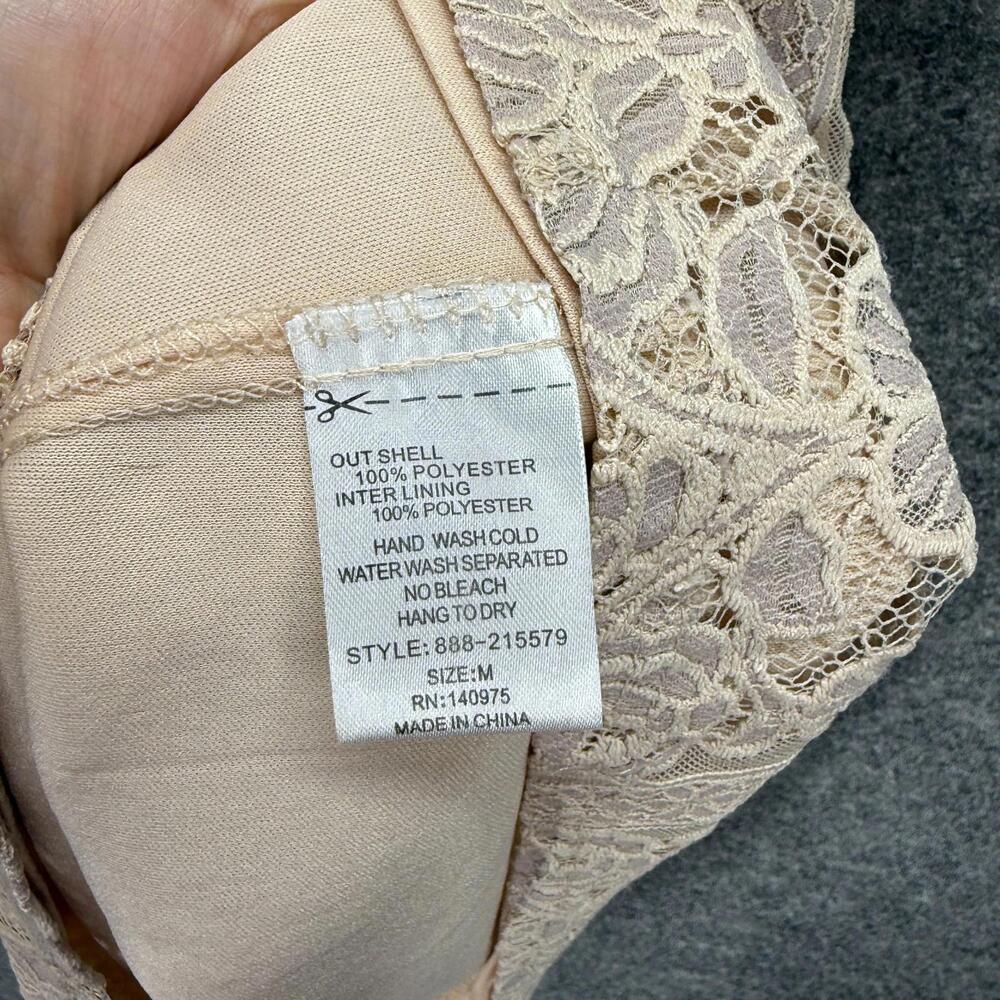 OUT SHELL
100% POLYESTER
INTER LINING
100% POLYESTER
HAND WASH COLD
WATER WASH SEPARATED
NO BLEACH
HANG TO DRY
STYLE: 888-215579
SIZE:M
RN:140975
MADE IN CHINA